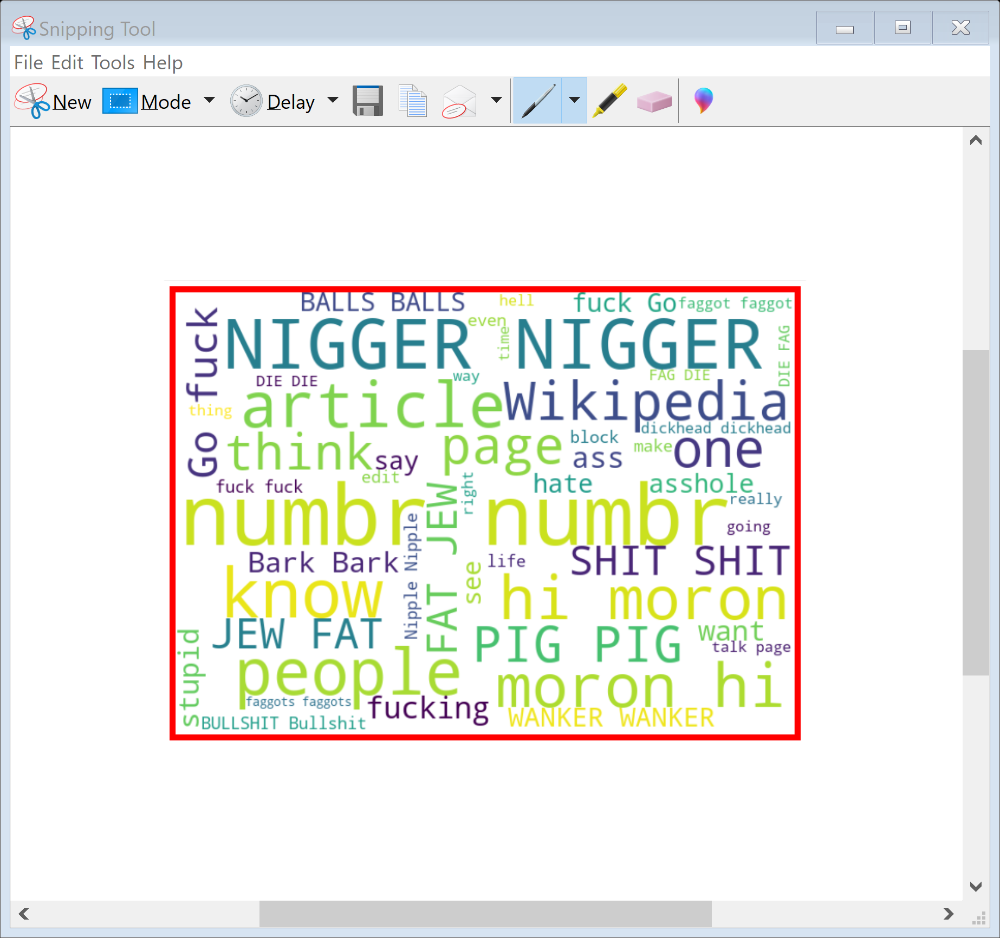 Snipping Tool
File Edit Tools Help
New Mode Delay
BALLS BALLS
hell
fuck Go
faggot faggot
Go fuck
NIGGER NIGGER
even
time
DIE FAG
DIE DIE
way
FAG DIE
thing
article
Wikipedia
dickhead dickhead
think
say
page
block
ass
make
one
edit
fuck fuck
right
hate
asshole
really
numbr numbr
going
Bark Bark
Nipple Nipple
FAT JEW
see
life
SHIT SHIT
know
hi moron
JEW FAT
PIG PIG
want
talk page
stupid
people
moron hi
faggots faggots
fucking
WANKER WANKER
BULLSHIT Bullshit